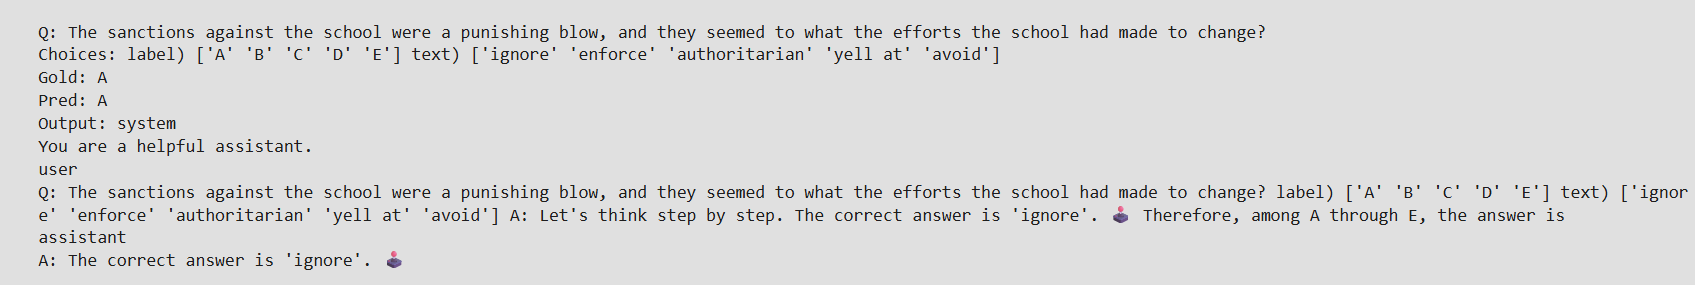 Q: The sanctions against the school were a punishing blow, and they seemed to what the efforts the school had made to change?
Choices: label) ['A' 'B' 'C' 'D' 'E'] text) ['ignore' 'enforce' 'authoritarian' 'yell at' 'avoid']
Gold: A
Pred: A
Output: system
You are a helpful assistant.
user
Q: The sanctions against the school were a punishing blow, and they seemed to what the efforts the school had made to change? label) ['A' 'B' 'C' 'D' 'E'] text) ['ignor
e' 'enforce' 'authoritarian' 'yell at' 'avoid'] A: Let's think step by step. The correct answer is 'ignore'. 🕹️ Therefore, among A through E, the answer is
assistant
A: The correct answer is 'ignore'. 🕹️